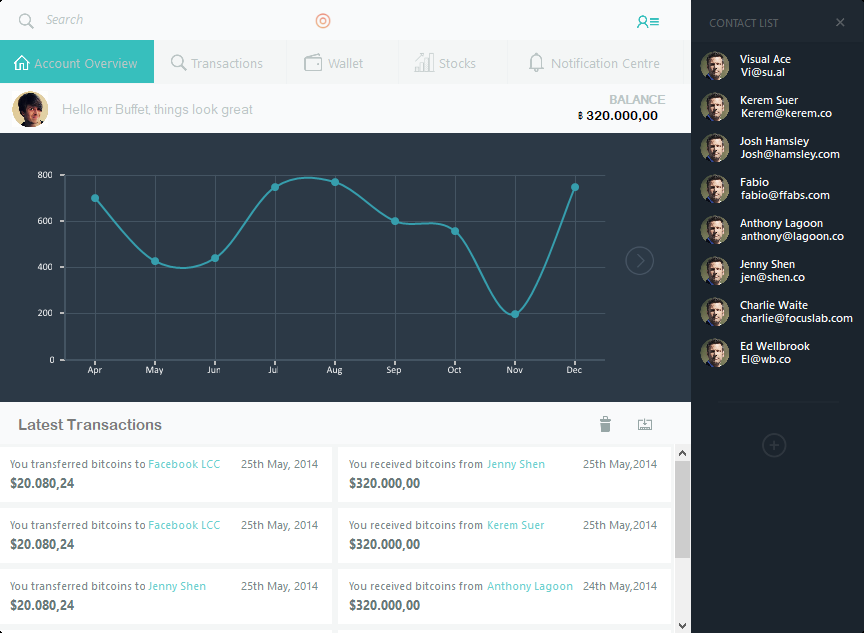 Search
CONTACT LIST
Account Overview
Transactions
Wallet
Stocks
Notification Centre
Hello mr Buffet, things look great
BALANCE
฿ 320.000,00
800
600
400
200
0
Apr May Jun Jul Aug Sep Oct Nov Dec
Latest Transactions
You transferred bitcoins to Facebook LCC 25th May, 2014
$20.080,24
You received bitcoins from Jenny Shen 25th May,2014
$320.000,00
You transferred bitcoins to Facebook LCC 25th May, 2014
$20.080,24
You received bitcoins from Kerem Suer 25th May,2014
$320.000,00
You transferred bitcoins to Jenny Shen 25th May, 2014
$20.080,24
You received bitcoins from Anthony Lagoon 24th May,2014
$320.000,00
Visual Ace
Vi@su.al
Kerem Suer
Kerem@kerem.co
Josh Hamsley
Josh@hamsley.com
Fabio
fabio@ffabs.com
Anthony Lagoon
anthony@lagoon.co
Jenny Shen
jen@shen.co
Charlie Waite
charlie@focuslab.com
Ed Wellbrook
El@wb.co